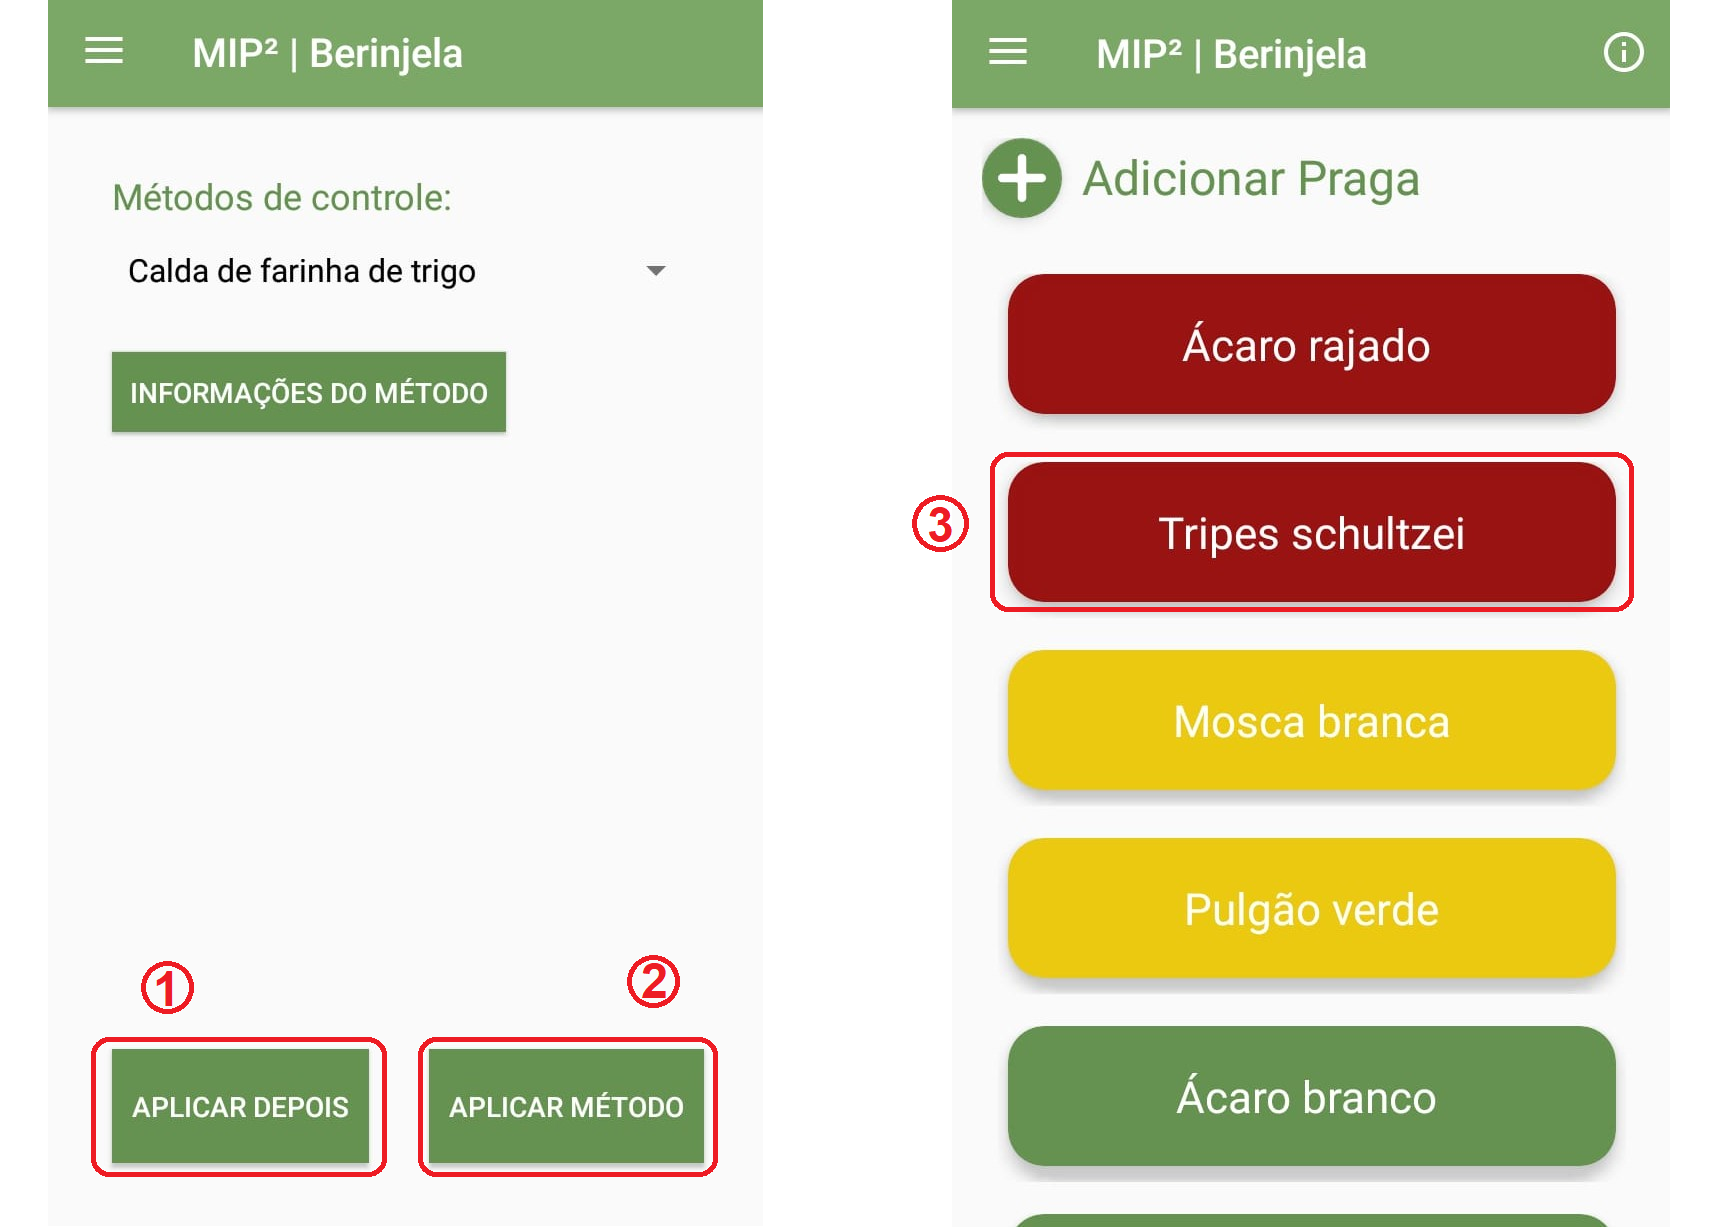 MIP² | Berinjela
Métodos de controle:
Calda de farinha de trigo
INFORMAÇÕES DO MÉTODO
1
2
APLICAR DEPOIS
APLICAR MÉTODO
MIP² | Berinjela
Adicionar Praga
Ácaro rajado
3
Tripes schultzei
Mosca branca
Pulgão verde
Ácaro branco